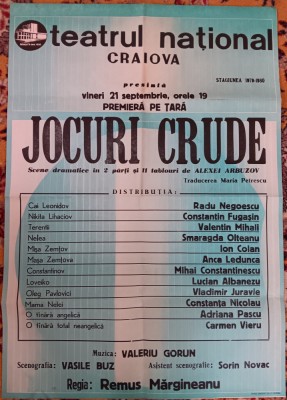 teatrul național
CRAIOVA
STAGIUNEA 1979-1980
prezintă
vineri 21 septembrie, orele 19
PREMIERĂ PE ȚARĂ
JOCURI CRUDE
Scene dramatice în 2 părți și 11 tablouri de ALEXEI ARBUZOV
Traducerea Maria Petrescu
DISTRIBUȚIA:
Cai Leonidov Radu Negoescu
Nikita Lihaciov Constantin Fugașin
Terentii Valentin Mihali
Nelea Smaragda Olteanu
Mișa Zemțov Ion Colan
Mașa Zemțova Anca Ledunca
Constantinov Mihai Constantinescu
Loveiko Lucian Albanezu
Oleg Pavlovici Vladimir Juravle
Mama Nelei Constanța Nicolau
O tînără angelică Adriana Pascu
O tînără total neangelică Carmen Vieru
Muzica: VALERIU GORUN
Scenografia: VASILE BUZ Asistent scenografie: Sorin Novac
Regia: Remus Mărgineanu